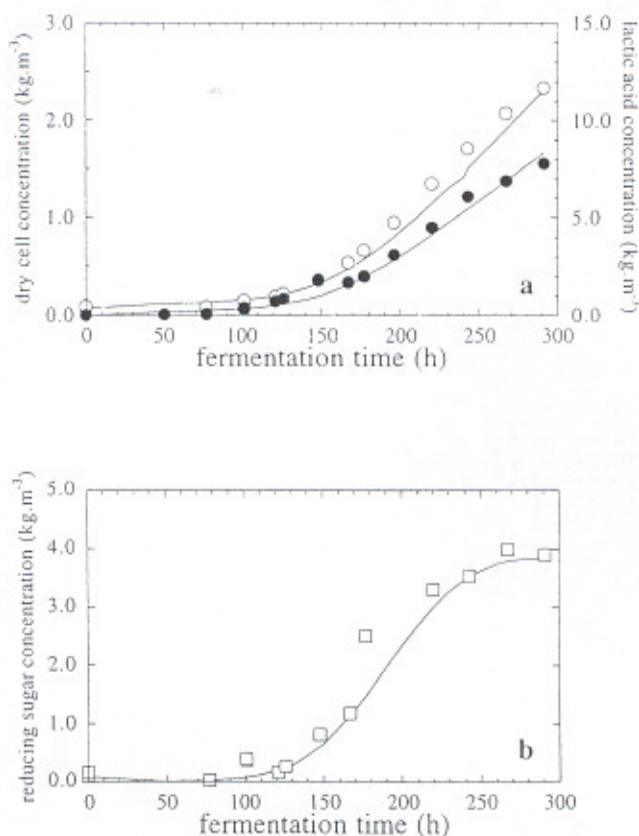 3.0
2.0
1.0
0.0
dry cell concentration (kg.m-3)
15.0
10.0
5.0
0.0
lactic acid concentration (kg.m-3)
a
0 50 100 150 200 250 300
fermentation time (h)
5.0
4.0
3.0
2.0
1.0
0.0
reducing sugar concentration (kg.m-3)
b
0 50 100 150 200 250 300
fermentation time (h)